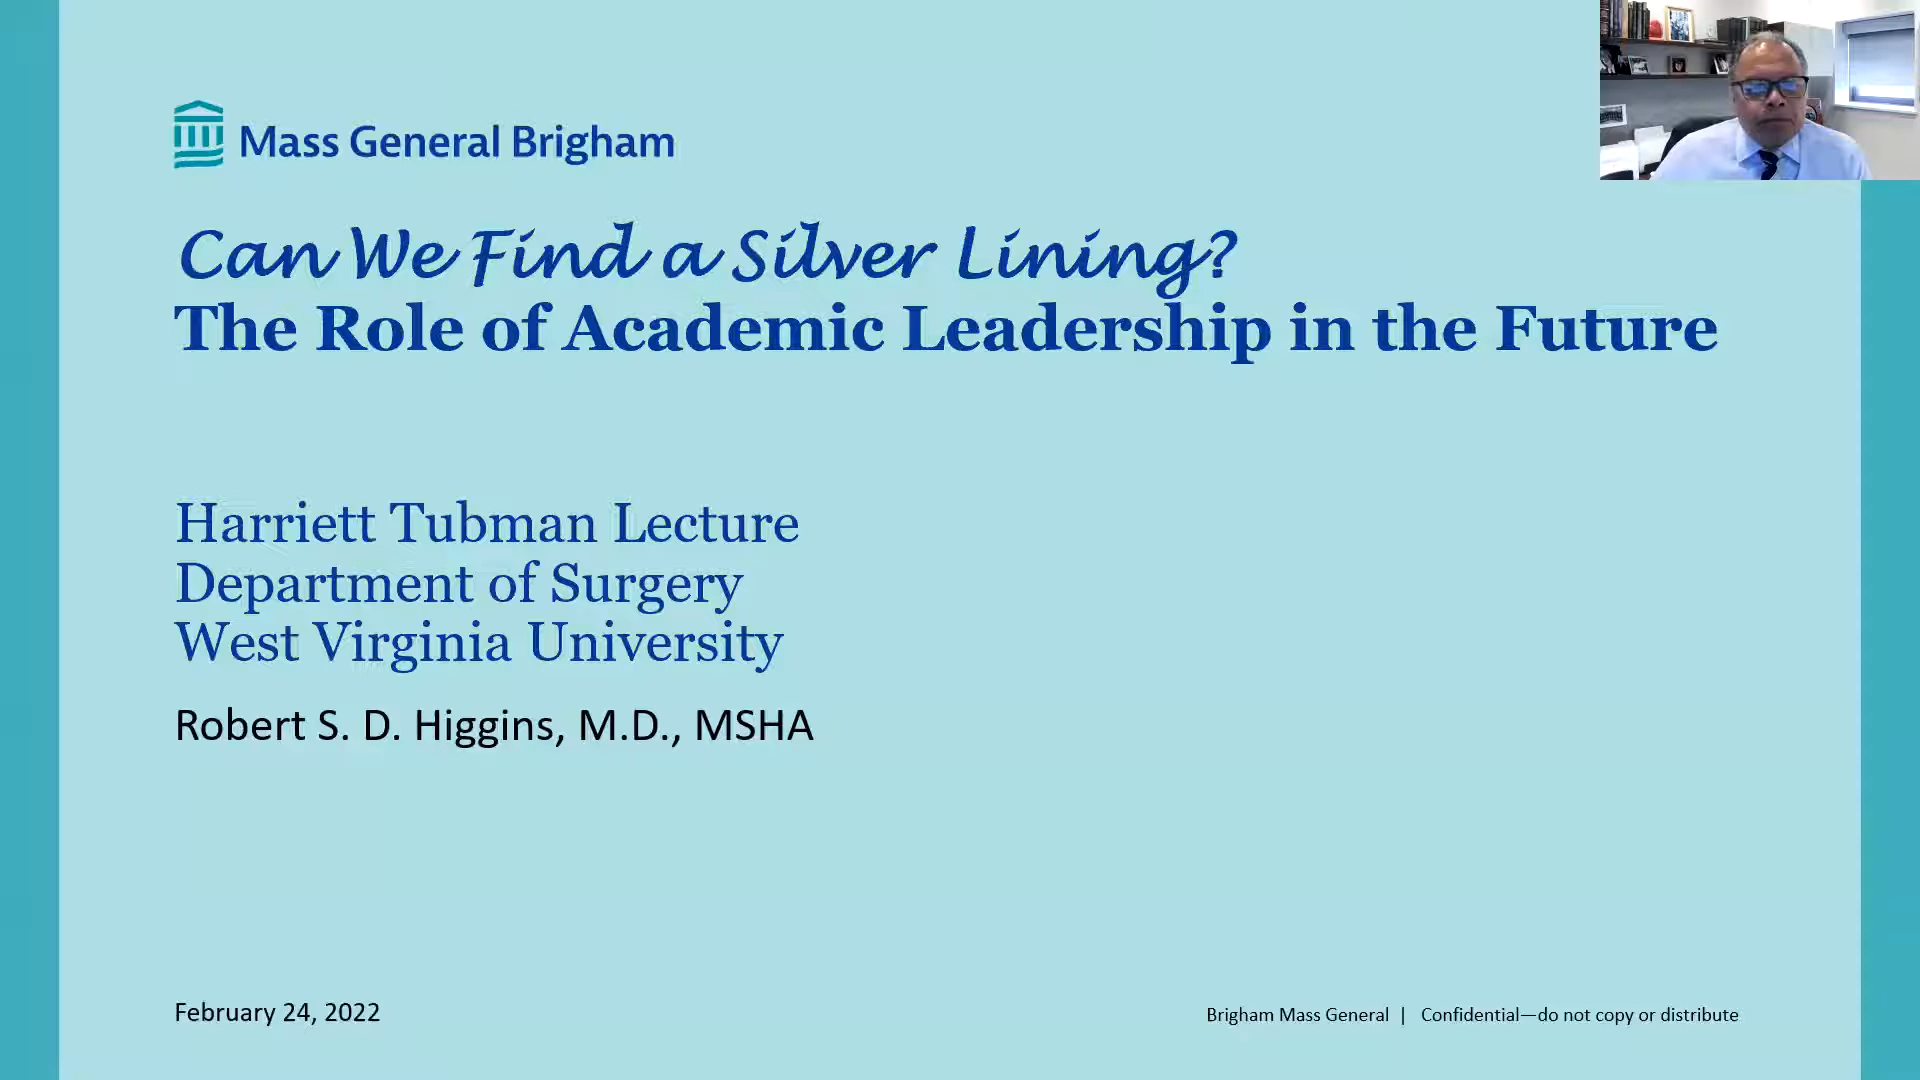 Mass General Brigham
Can We Find a Silver Lining?
The Role of Academic Leadership in the Future
Harriett Tubman Lecture
Department of Surgery
West Virginia University
Robert S. D. Higgins, M.D., MSHA
February 24, 2022
Brigham Mass General | Confidential—do not copy or distribute